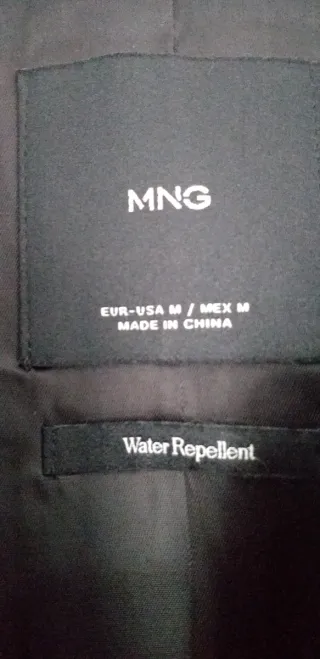 MNG
EUR-USA M / MEX M
MADE IN CHINA
Water Repellent